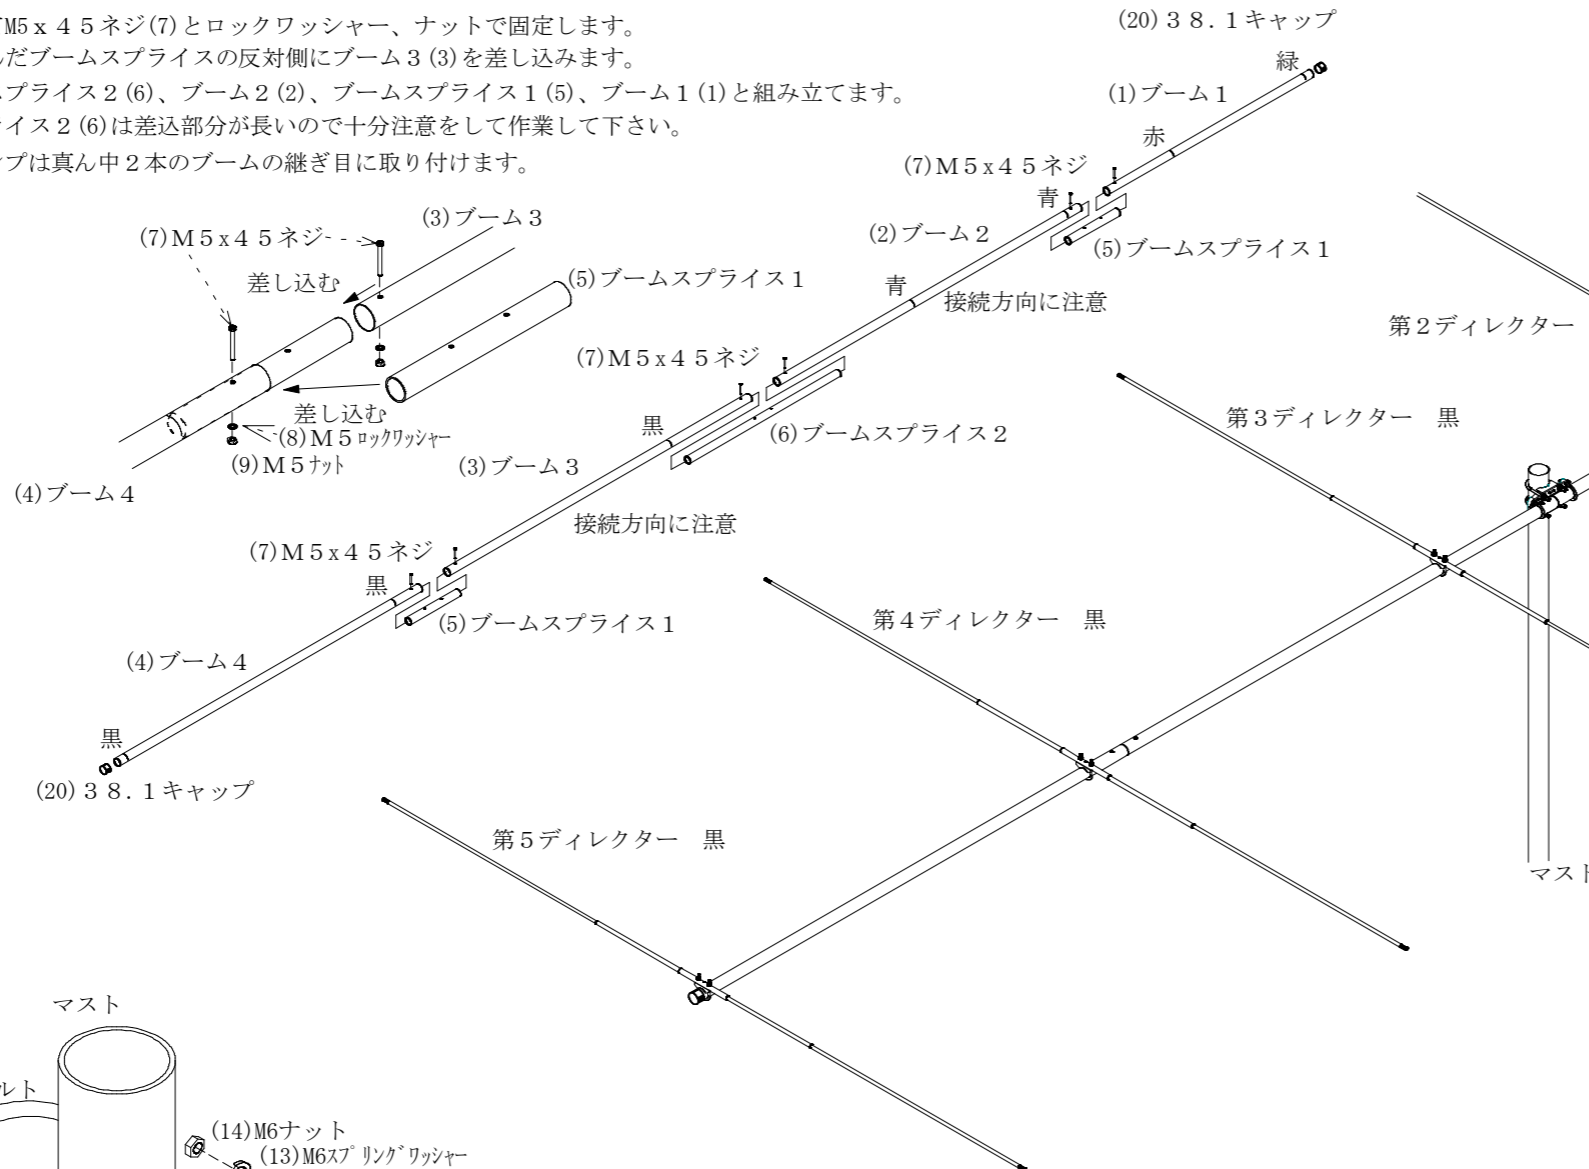 M5ｘ４５ネジ(7)とロックワッシャー、ナットで固定します。
だブームスプライスの反対側にブーム３(3)を差し込みます。
プライス２(6)、ブーム２(2)、ブームスプライス１(5)、ブーム１(1)と組み立てます。
イス２(6)は差込部分が長いので十分注意をして作業して下さい。
プは真ん中２本のブームの継ぎ目に取り付けます。
(20)３８.１キャップ
緑
(1)ブーム１
赤
(7)Ｍ５x４５ネジ
青
(2)ブーム２
(5)ブームスプライス１
青
接続方向に注意
(7)Ｍ５x４５ネジ
(3)ブーム３
差し込む
(5)ブームスプライス１
差し込む
(8)Ｍ５ﾛｯｸﾜｯｼｬｰ
(9)Ｍ５ﾅｯﾄ
(4)ブーム４
(7)Ｍ５x４５ネジ
黒
(6)ブームスプライス２
(3)ブーム３
接続方向に注意
(7)Ｍ５x４５ネジ
黒
(5)ブームスプライス１
(4)ブーム４
黒
(20)３８.１キャップ
第２ディレクター
第３ディレクター　黒
第４ディレクター　黒
第５ディレクター　黒
マスト
マスト
ルト
(14)M6ナット
(13)M6ｽﾌﾟﾘﾝｸﾞﾜｯｼｬｰ